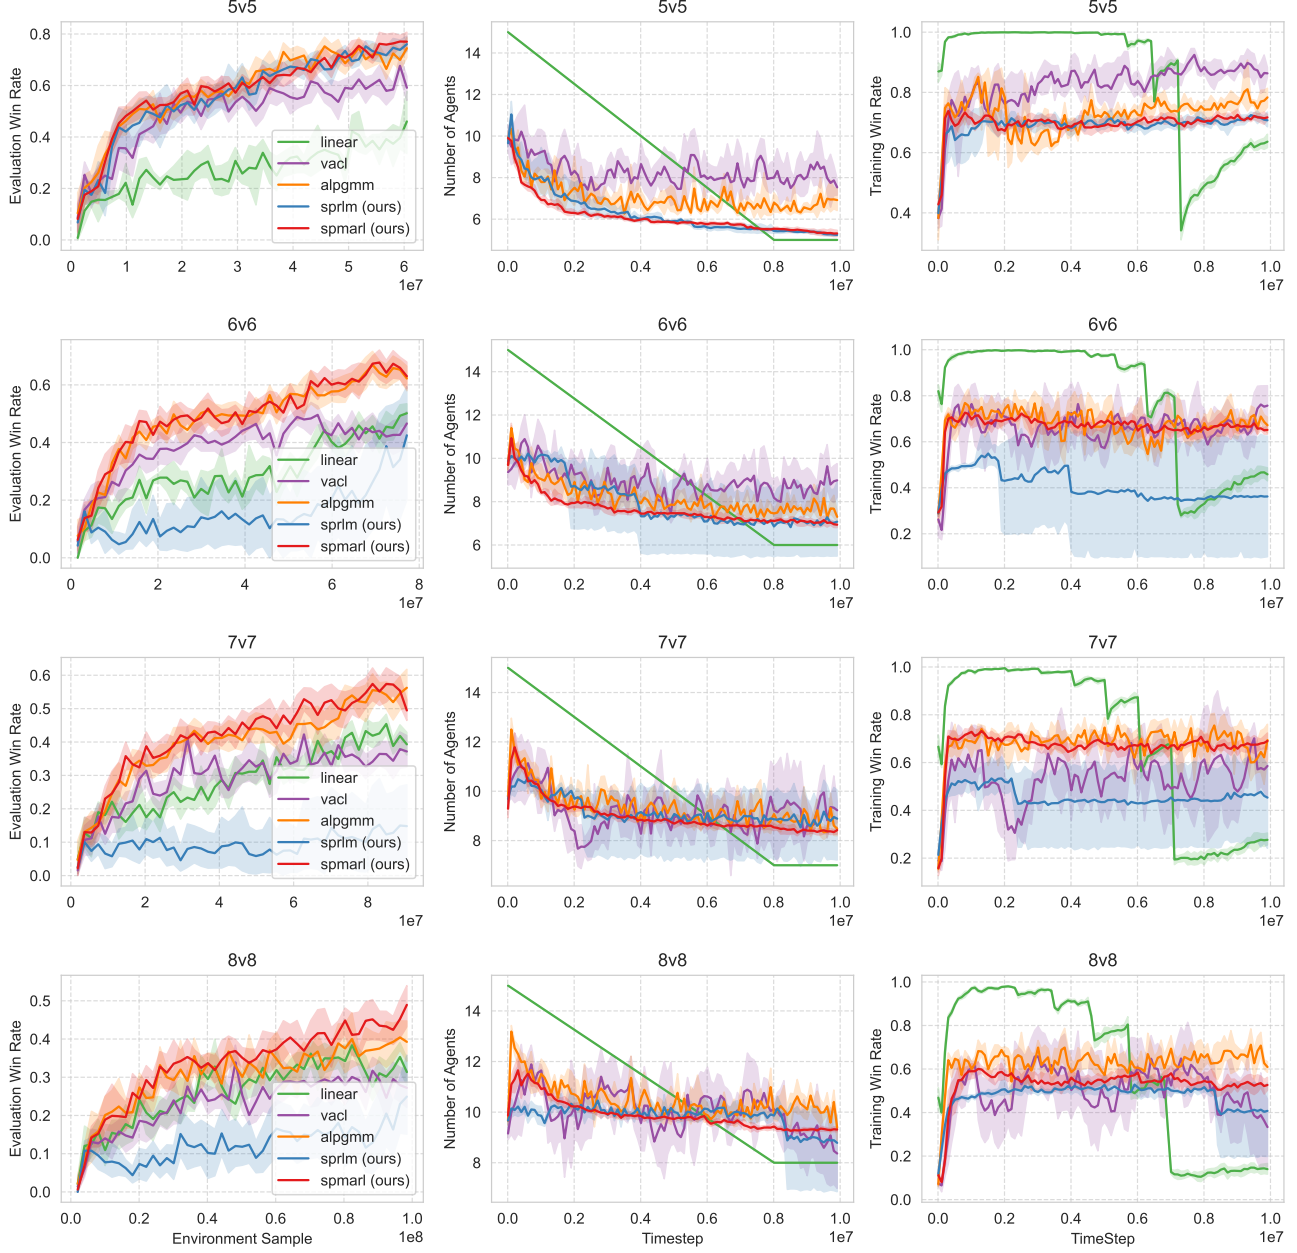 5v5
5v5
5v5
Evaluation Win Rate
0.8
0.6
0.4
0.2
0.0
linear
vacl
alpgmm
sprlm (ours)
spmarl (ours)
0 1 2 3 4 5 6
1e7
Number of Agents
14
12
10
8
6
0.0 0.2 0.4 0.6 0.8 1.0
1e7
Training Win Rate
1.0
0.8
0.6
0.4
0.0 0.2 0.4 0.6 0.8 1.0
1e7
6v6
6v6
6v6
Evaluation Win Rate
0.6
0.4
0.2
0.0
linear
vacl
alpgmm
sprlm (ours)
spmarl (ours)
0 2 4 6 8
1e7
Number of Agents
14
12
10
8
6
0.0 0.2 0.4 0.6 0.8 1.0
1e7
Training Win Rate
1.0
0.8
0.6
0.4
0.2
0.0 0.2 0.4 0.6 0.8 1.0
1e7
7v7
7v7
7v7
Evaluation Win Rate
0.6
0.5
0.4
0.3
0.2
0.1
0.0
linear
vacl
alpgmm
sprlm (ours)
spmarl (ours)
0 2 4 6 8
1e7
Number of Agents
14
12
10
8
0.0 0.2 0.4 0.6 0.8 1.0
1e7
Training Win Rate
1.0
0.8
0.6
0.4
0.2
0.0 0.2 0.4 0.6 0.8 1.0
1e7
8v8
8v8
8v8
Evaluation Win Rate
0.5
0.4
0.3
0.2
0.1
0.0
linear
vacl
alpgmm
sprlm (ours)
spmarl (ours)
0.0 0.2 0.4 0.6 0.8 1.0
1e8
Environment Sample
Number of Agents
14
12
10
8
0.0 0.2 0.4 0.6 0.8 1.0
1e7
Timestep
Training Win Rate
1.0
0.8
0.6
0.4
0.2
0.0
0.0 0.2 0.4 0.6 0.8 1.0
1e7
TimeStep